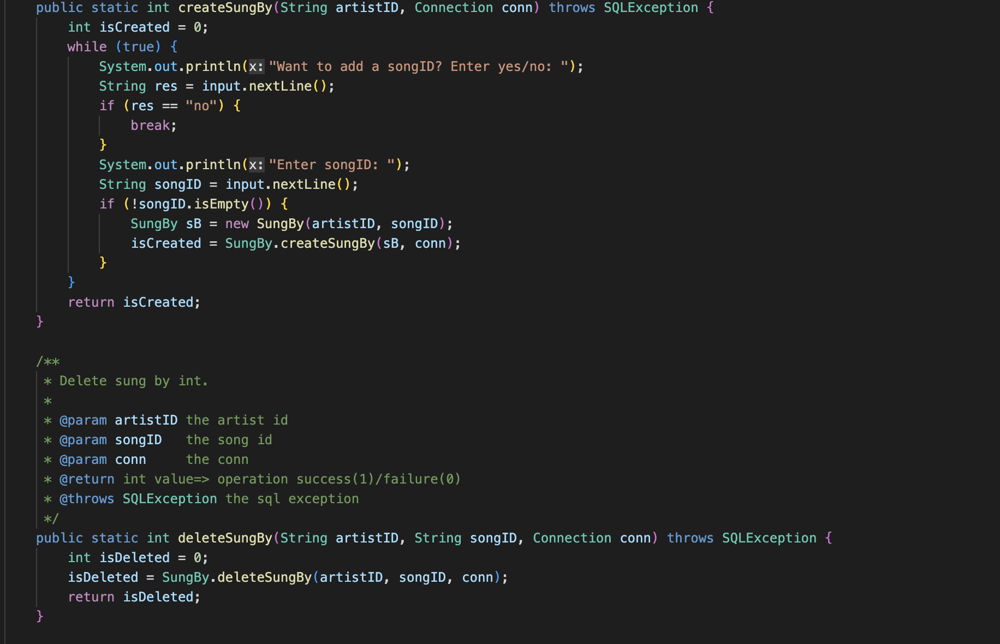 public static int createSungBy(String artistID, Connection conn) throws SQLException {
    int isCreated = 0;
    while (true) {
        System.out.println(x: "Want to add a songID? Enter yes/no: ");
        String res = input.nextLine();
        if (res == "no") {
            break;
        }
        System.out.println(x: "Enter songID: ");
        String songID = input.nextLine();
        if (!songID.isEmpty()) {
            SungBy sB = new SungBy(artistID, songID);
            isCreated = SungBy.createSungBy(sB, conn);
        }
    }
    return isCreated;
}

/**
 * Delete sung by int.
 *
 * @param artistID the artist id
 * @param songID   the song id
 * @param conn     the conn
 * @return int value=> operation success(1)/failure(0)
 * @throws SQLException the sql exception
 */
public static int deleteSungBy(String artistID, String songID, Connection conn) throws SQLException {
    int isDeleted = 0;
    isDeleted = SungBy.deleteSungBy(artistID, songID, conn);
    return isDeleted;
}